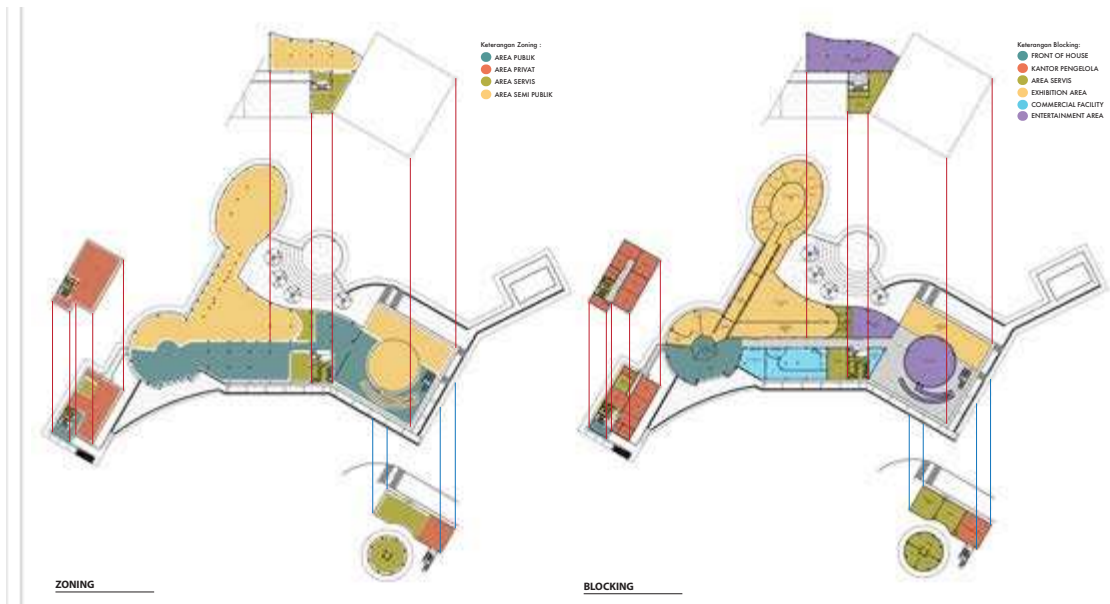 Keterangan Zoning :
AREA PUBLIK
AREA PRIVAT
AREA SERVIS
AREA SEMI PUBLIK
Keterangan Blocking:
FRONT OF HOUSE
KANTOR PENGELOLA
AREA SERVIS
EXHIBITION AREA
COMMERCIAL FACILITY
ENTERTAINMENT AREA
ZONING
BLOCKING